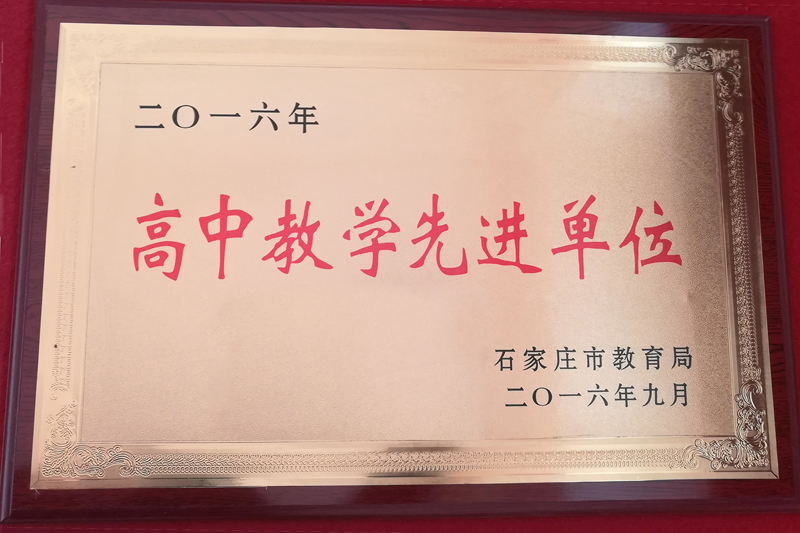 二〇一六年
高中教学先进单位
石家庄市教育局
二〇一六年九月